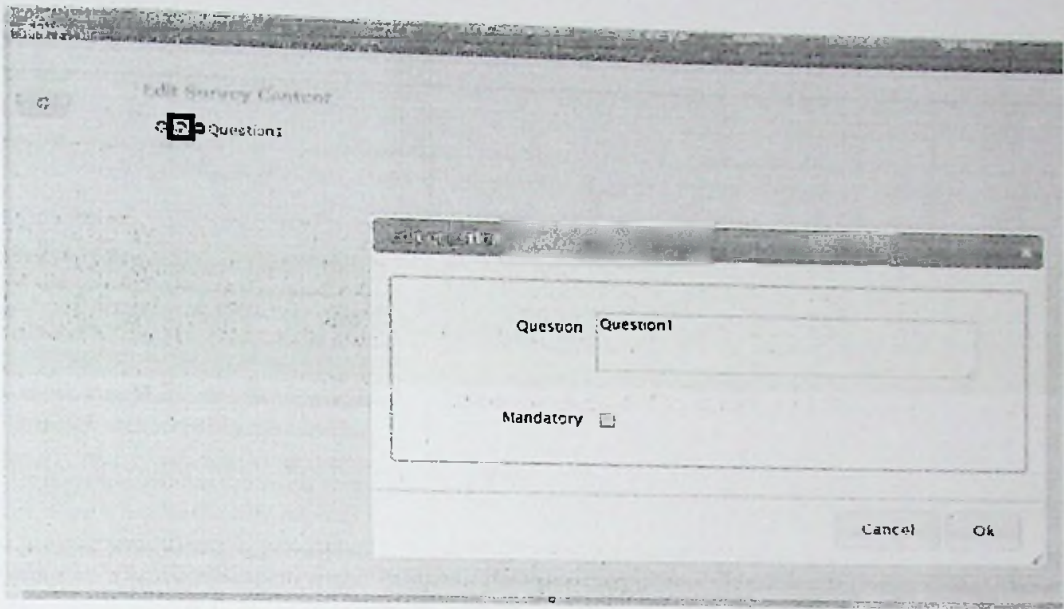 Edit Survey Content
Question1
Question Question1
Mandatory
Cancel Ok